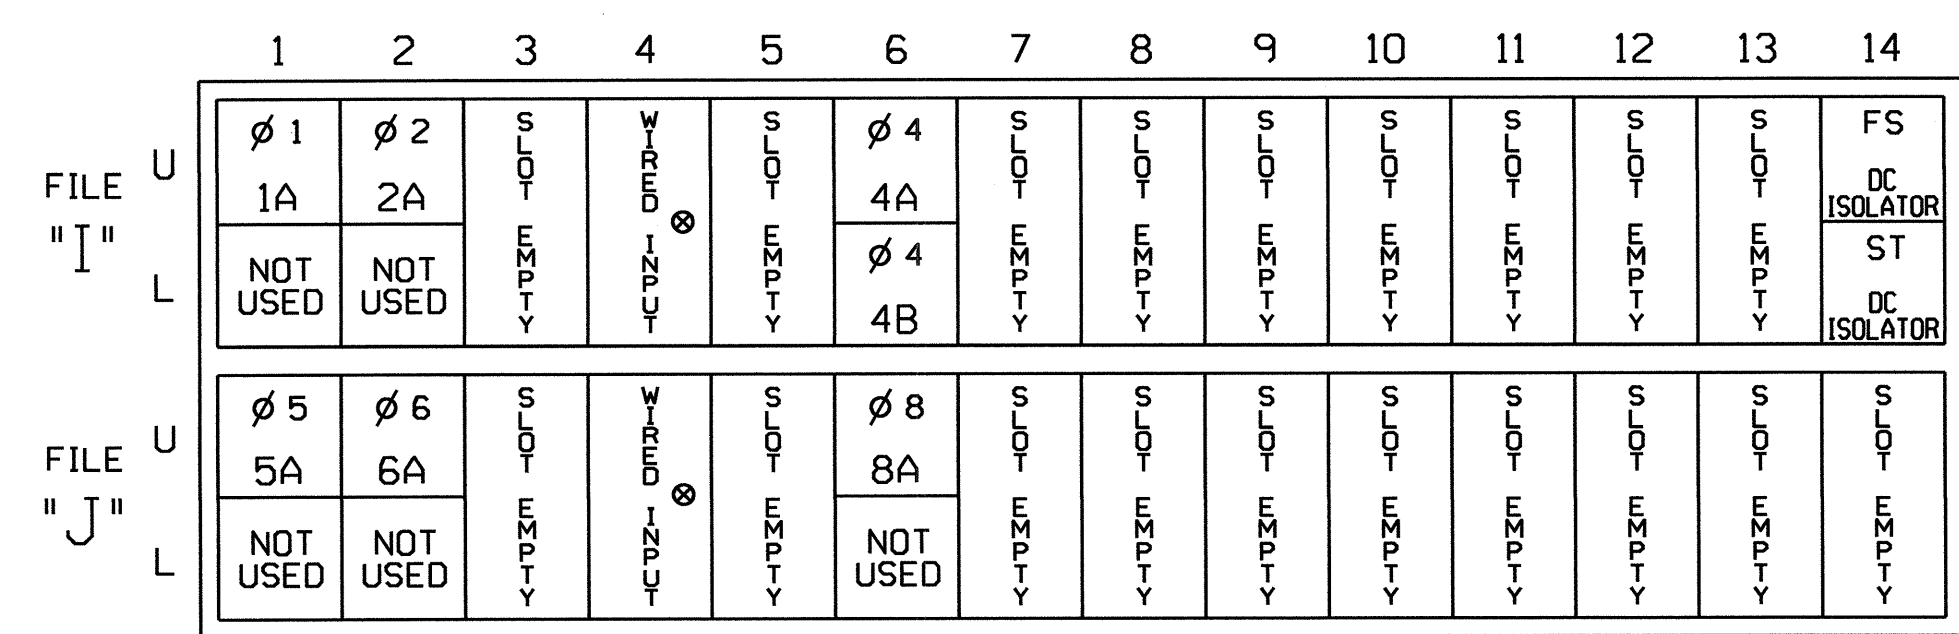 1 2 3 4 5 6 7 8 9 10 11 12 13 14
FILE "I"
U
L
Ø 1 1A
NOT USED
Ø 2 2A
NOT USED
SLOT EMPTY
WIRED INPUT ⊗
SLOT EMPTY
Ø 4 4A
Ø 4 4B
SLOT EMPTY
SLOT EMPTY
SLOT EMPTY
SLOT EMPTY
SLOT EMPTY
SLOT EMPTY
SLOT EMPTY
FS DC ISOLATOR
ST DC ISOLATOR
FILE "J"
U
L
Ø 5 5A
NOT USED
Ø 6 6A
NOT USED
SLOT EMPTY
WIRED INPUT ⊗
SLOT EMPTY
Ø 8 8A
NOT USED
SLOT EMPTY
SLOT EMPTY
SLOT EMPTY
SLOT EMPTY
SLOT EMPTY
SLOT EMPTY
SLOT EMPTY
SLOT EMPTY